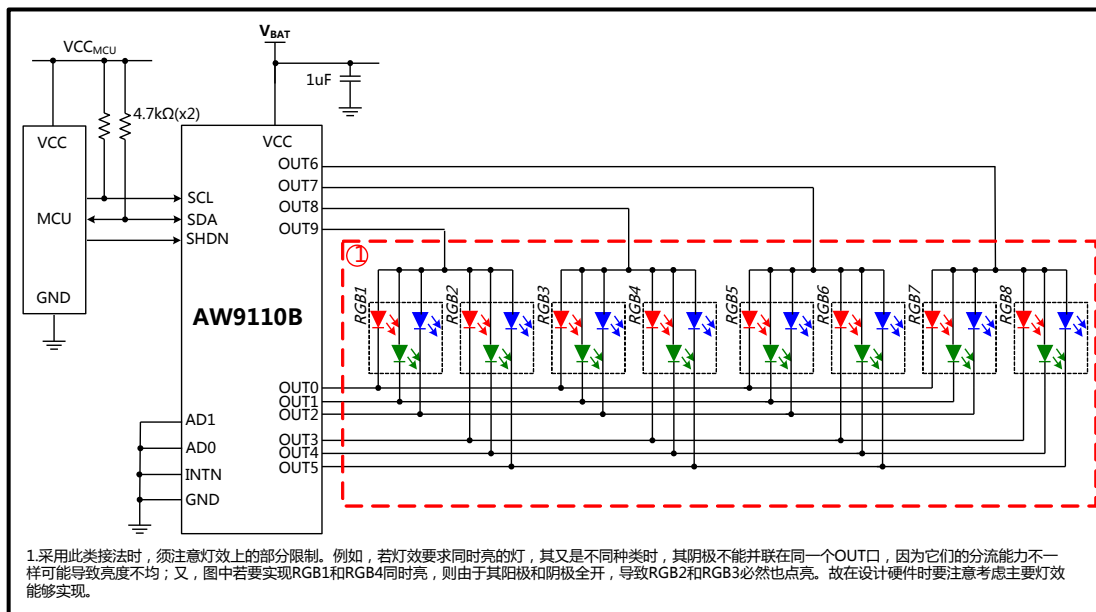 VBAT
VCCMCU
1uF
4.7kΩ(x2)
VCC
VCC
OUT6
OUT7
SCL
OUT8
MCU
SDA
OUT9
SHDN
①
GND
AW9110B
RGB1
RGB2
RGB3
RGB4
RGB5
RGB6
RGB7
RGB8
OUT0
OUT1
OUT2
AD1
OUT3
AD0
OUT4
OUT5
INTN
GND
1.采用此类接法时，须注意灯效上的部分限制。例如，若灯效要求同时亮的灯，其又是不同种类时，其阴极不能并联在同一个OUT口，因为它们的分流能力不一
样可能导致亮度不均；又，图中若要实现RGB1和RGB4同时亮，则由于其阳极和阴极全开，导致RGB2和RGB3必然也点亮。故在设计硬件时要注意考虑主要灯效
能够实现。